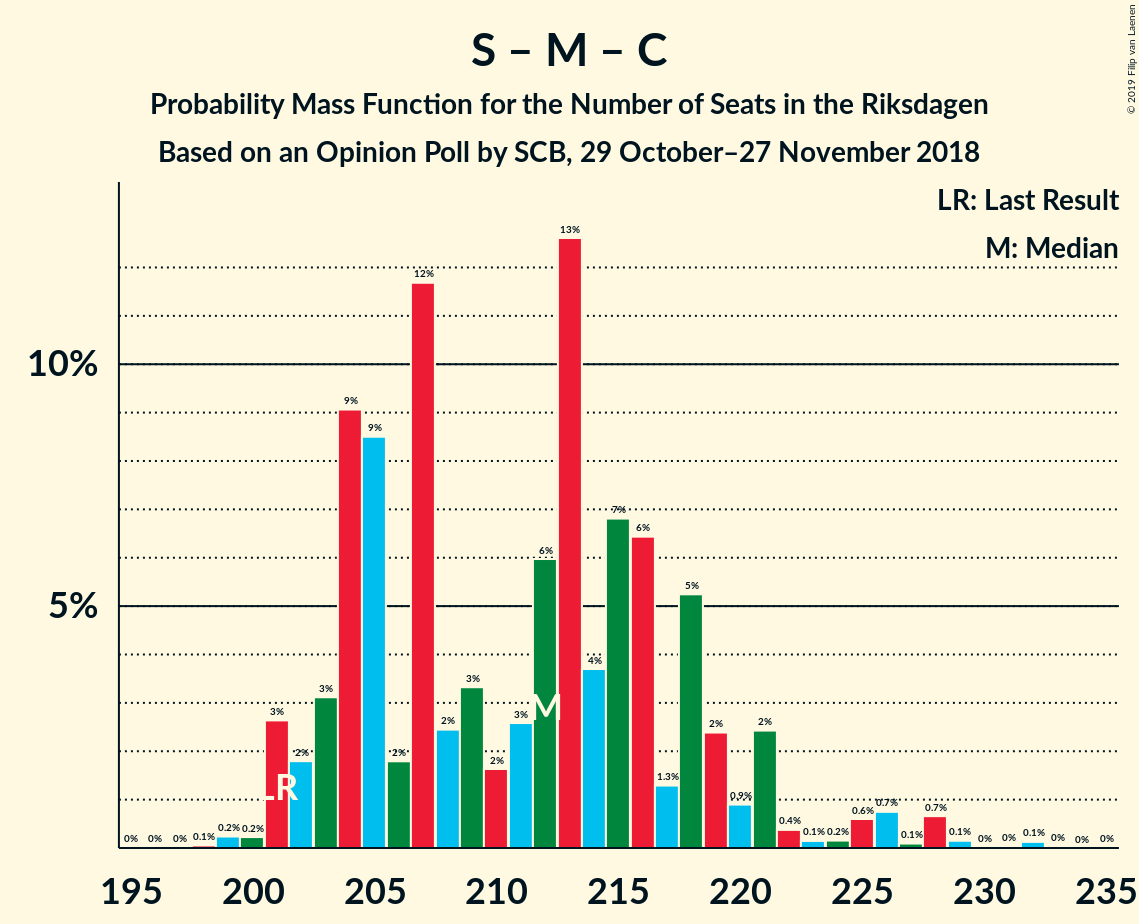 S – M – C
Probability Mass Function for the Number of Seats in the Riksdagen
Based on an Opinion Poll by SCB, 29 October–27 November 2018
© 2019 Filip van Laenen
LR: Last Result
M: Median
10%
5%
0% 0% 0% 0.1% 0.2% 0.2% 3% 2% 3% 9% 9% 2% 12% 2% 3% 2% 3% 6% 13% 4% 7% 6% 1.3% 5% 2% 0.9% 2% 0.4% 0.1% 0.2% 0.6% 0.7% 0.1% 0.7% 0.1% 0% 0% 0.1% 0% 0% 0%
LR
M
195 200 205 210 215 220 225 230 235